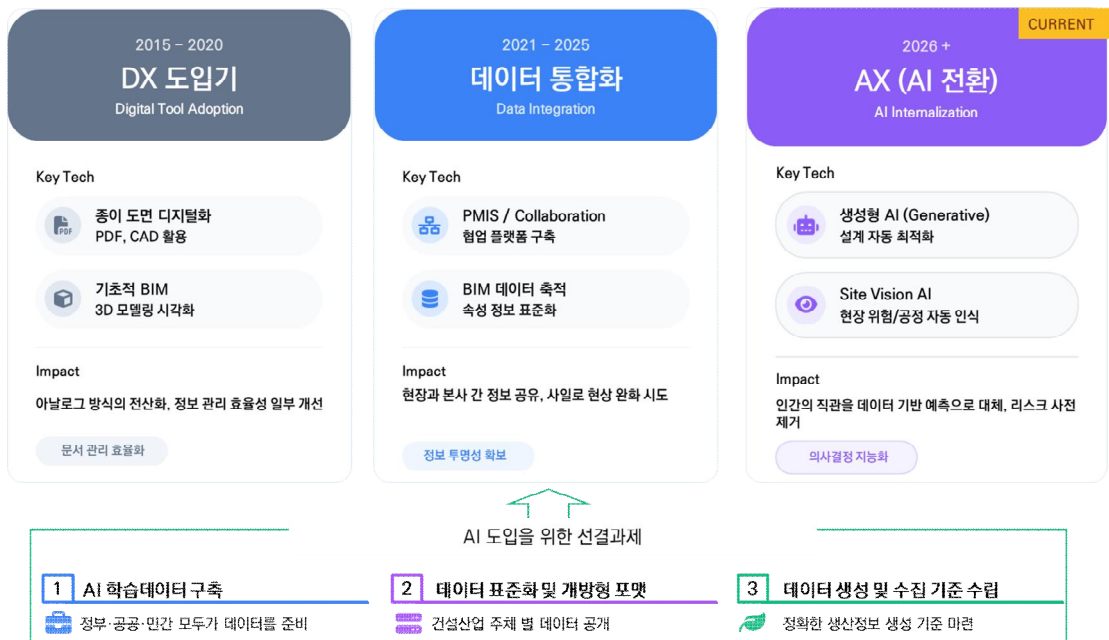 2015 – 2020
DX 도입기
Digital Tool Adoption
Key Tech
PDF
종이 도면 디지털화
PDF, CAD 활용
기초적 BIM
3D 모델링 시각화
Impact
아날로그 방식의 전산화, 정보 관리 효율성 일부 개선
문서 관리 효율화
2021 – 2025
데이터 통합화
Data Integration
Key Tech
PMIS / Collaboration
협업 플랫폼 구축
BIM 데이터 축적
속성 정보 표준화
Impact
현장과 본사 간 정보 공유, 사일로 현상 완화 시도
정보 투명성 확보
CURRENT
2026 +
AX (AI 전환)
AI Internalization
Key Tech
생성형 AI (Generative)
설계 자동 최적화
Site Vision AI
현장 위험/공정 자동 인식
Impact
인간의 직관을 데이터 기반 예측으로 대체, 리스크 사전
제거
의사결정 지능화
AI 도입을 위한 선결과제
1 AI 학습데이터 구축
정부·공공·민간 모두가 데이터를 준비
2 데이터 표준화 및 개방형 포맷
건설산업 주체 별 데이터 공개
3 데이터 생성 및 수집 기준 수립
정확한 생산정보 생성 기준 마련